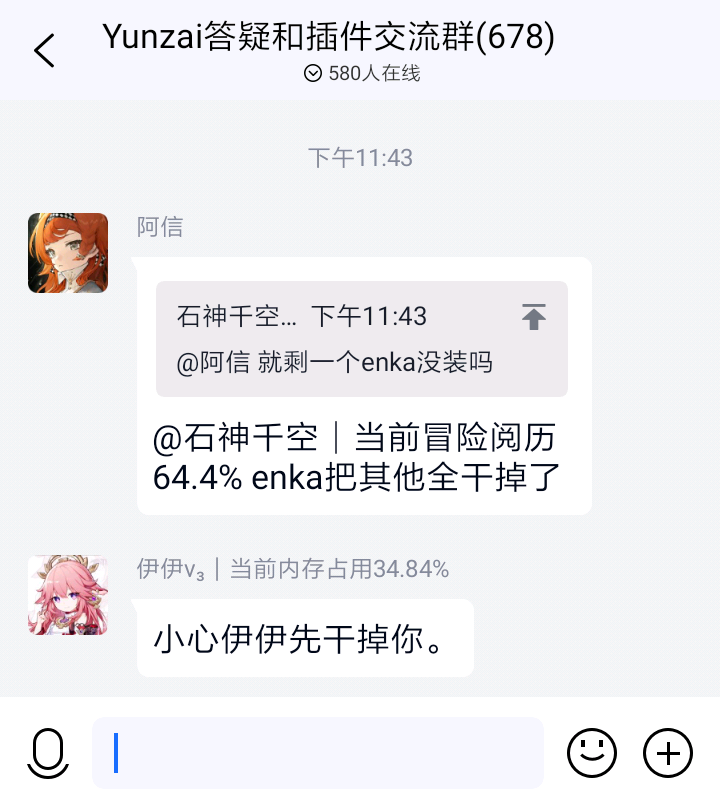 Yunzai答疑和插件交流群(678)
580人在线
下午11:43
阿信
石神千空... 下午11:43
@阿信 就剩一个enka没装吗
@石神千空｜当前冒险阅历
64.4% enka把其他全干掉了
伊伊v₃｜当前内存占用34.84%
小心伊伊先干掉你。